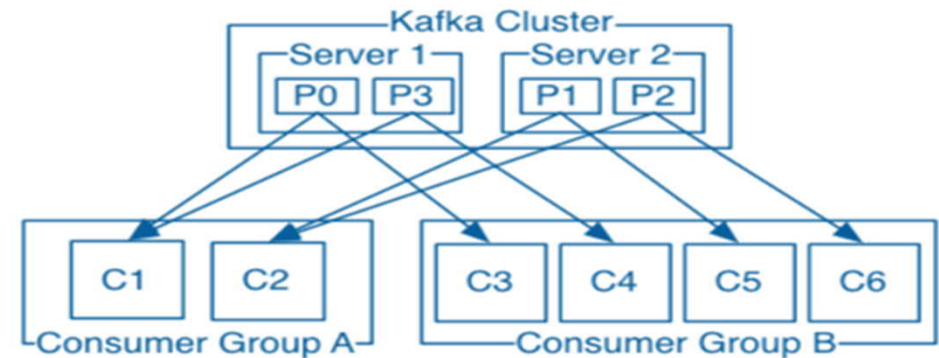 Kafka Cluster
Server 1 Server 2
P0 P3 P1 P2
C1 C2 C3 C4 C5 C6
Consumer Group A Consumer Group B